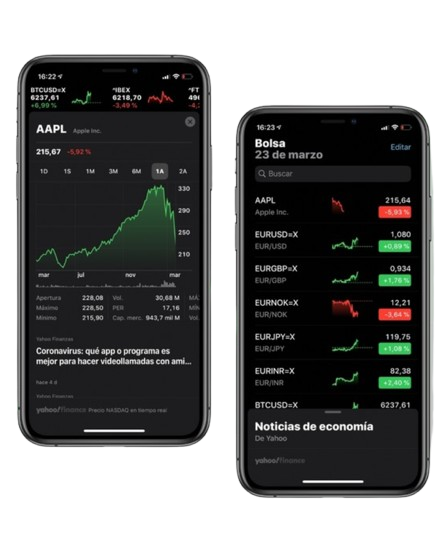 16:22
BTCUSD=X
6237,61
+6,99 %
^IBEX
6218,70
-3,49 %
^FT
496
-4,
AAPL Apple Inc.
215,67 -5,92 %
1D 1S 1M 3M 6M 1A 2A
330
290
250
210
mar jul nov mar
Apertura 228,08 Vol. 30,68 M MÁX
Máximo 228,50 PER 17,16 MÍN
Mínimo 215,90 Cap. merc. 943,7 mil M
Yahoo Finanzas
Coronavirus: qué app o programa es
mejor para hacer videollamadas con ami...
hace 4 d
Yahoo Finanzas
yahoo! finance Precio NASDAQ en tiempo real
16:23
Bolsa
23 de marzo
Editar
Buscar
AAPL 215,64
Apple Inc. -5,93 %
EURUSD=X 1,080
EUR/USD +0,99 %
EURGBP=X 0,934
EUR/GBP +1,76 %
EURNOK=X 12,21
EUR/NOK -3,64 %
EURJPY=X 119,75
EUR/JPY +1,08 %
EURINR=X 82,38
EUR/INR +2,40 %
BTCUSD=X 6237,61
Noticias de economía
De Yahoo
yahoo! finance